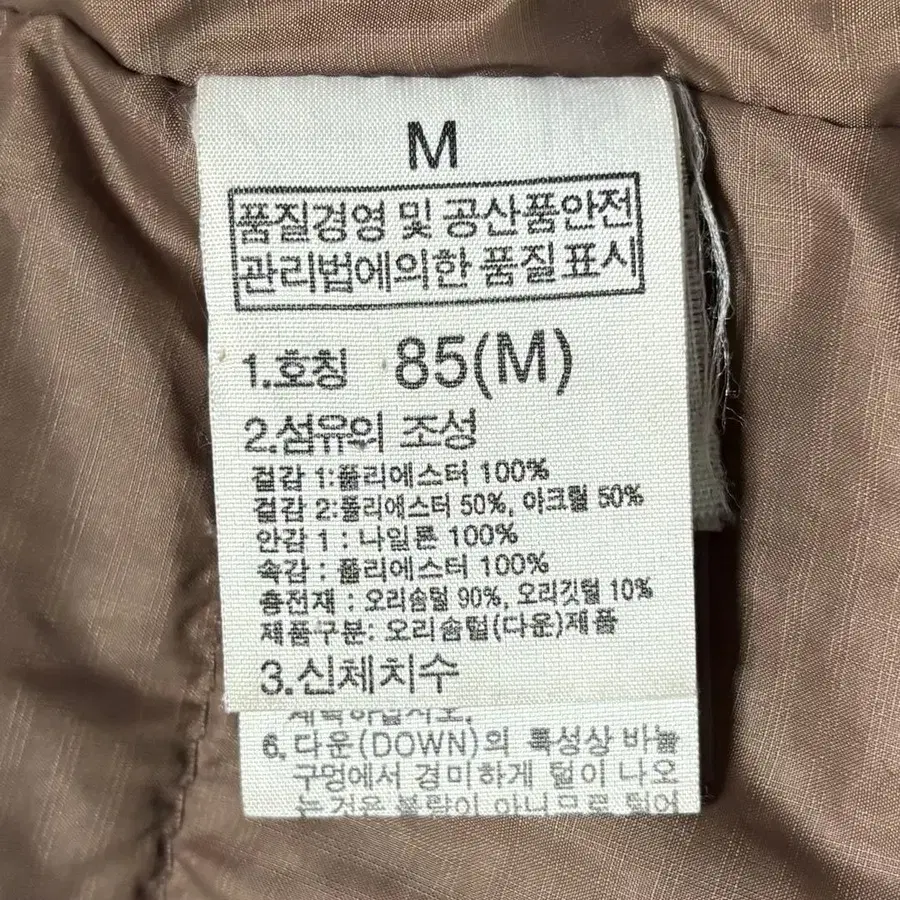 M
품질경영 및 공산품안전
관리법에의한 품질표시
1.호칭 85(M)
2.섬유의 조성
겉감 1:폴리에스터 100%
겉감 2:폴리에스터 50%, 아크릴 50%
안감 1 : 나일론 100%
속감 : 폴리에스터 100%
충전재 : 오리솜털 90%, 오리깃털 10%
제품구분: 오리솜털(다운)제품
3.신체치수
6. 다운(DOWN)의 특성상 바늘
구멍에서 경미하게 털이 나오
는것은 불량이 아니므로